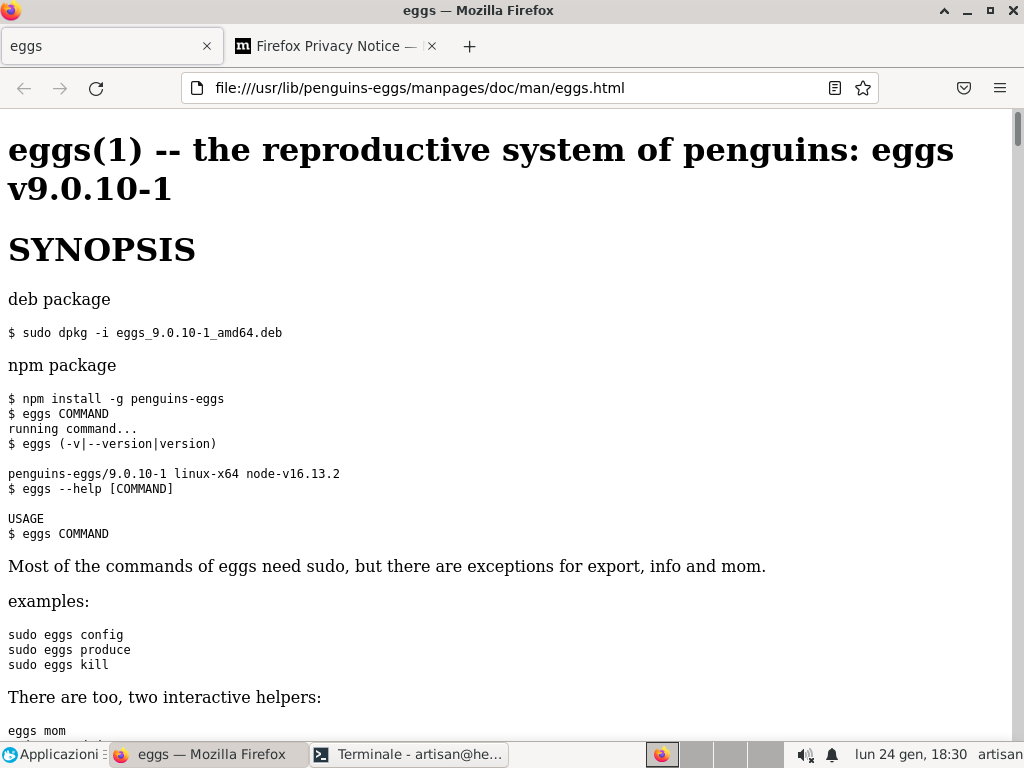 eggs — Mozilla Firefox
eggs
Firefox Privacy Notice —
file:///usr/lib/penguins-eggs/manpages/doc/man/eggs.html
eggs(1) -- the reproductive system of penguins: eggs
v9.0.10-1
SYNOPSIS
deb package
$ sudo dpkg -i eggs_9.0.10-1_amd64.deb
npm package
$ npm install -g penguins-eggs
$ eggs COMMAND
running command...
$ eggs (-v|--version|version)
penguins-eggs/9.0.10-1 linux-x64 node-v16.13.2
$ eggs --help [COMMAND]
USAGE
$ eggs COMMAND
Most of the commands of eggs need sudo, but there are exceptions for export, info and mom.
examples:
sudo eggs config
sudo eggs produce
sudo eggs kill
There are too, two interactive helpers:
eggs mom
Applicazioni eggs — Mozilla Firefox Terminale - artisan@he... lun 24 gen, 18:30 artisan